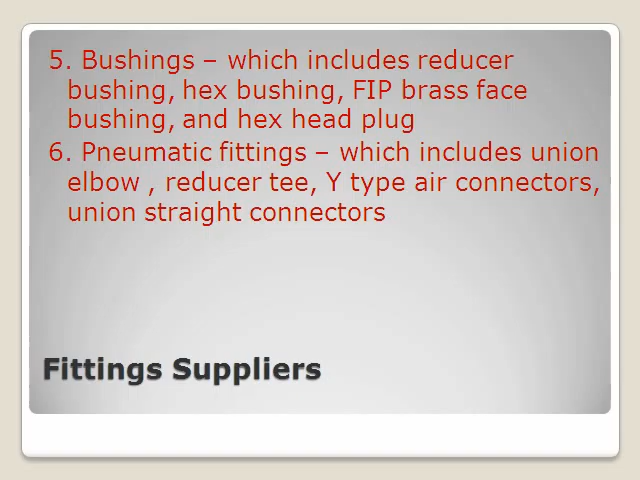 5. Bushings – which includes reducer
bushing, hex bushing, FIP brass face
bushing, and hex head plug
6. Pneumatic fittings – which includes union
elbow , reducer tee, Y type air connectors,
union straight connectors
Fittings Suppliers